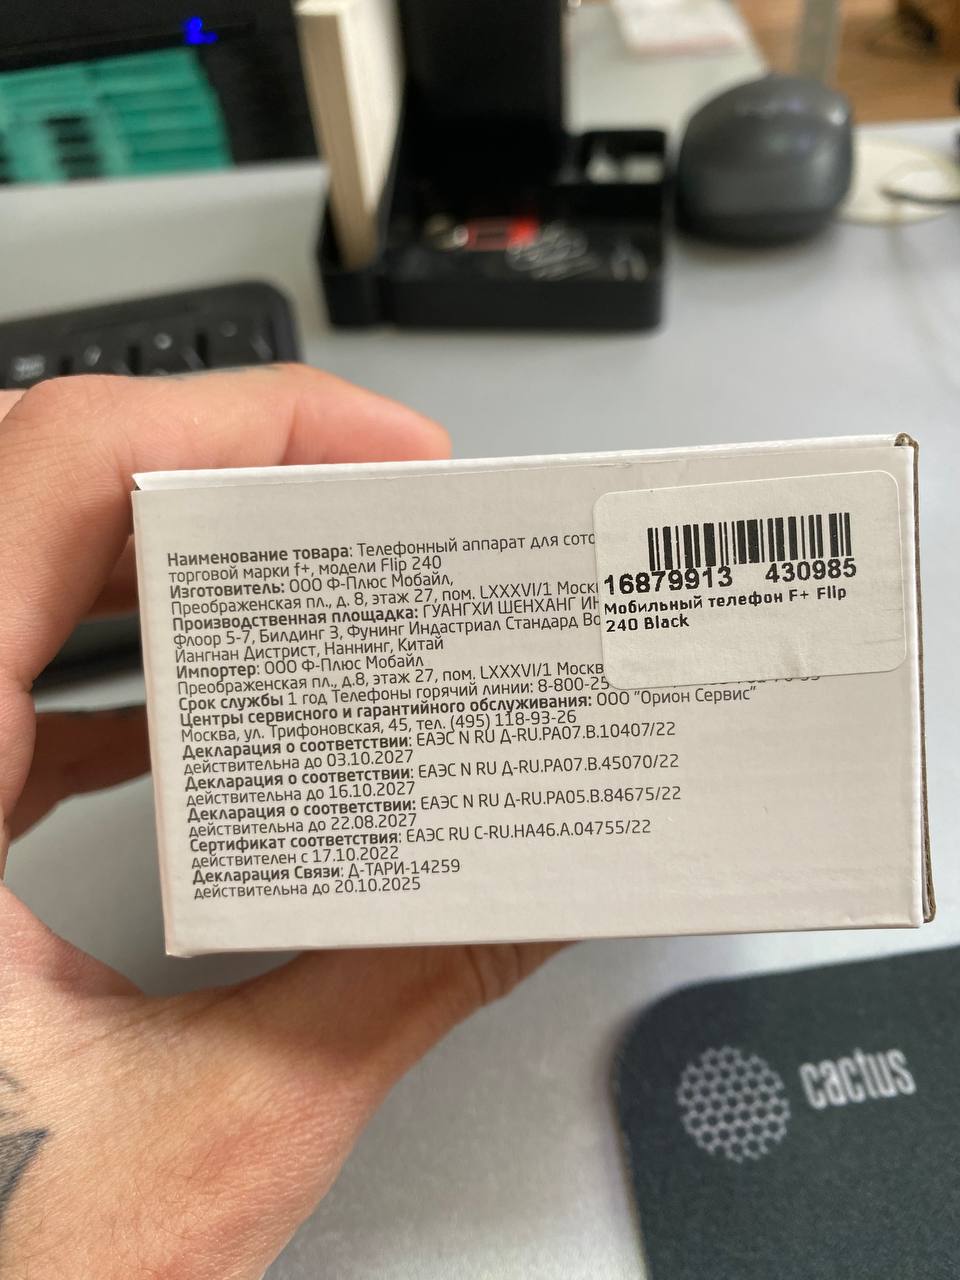 Наименование товара: Телефонный аппарат для сото
торговой марки f+, модели Flip 240
Изготовитель: ООО Ф-Плюс Мобайл,
Преображенская пл., д. 8, этаж 27, пом. LXXXVI/1 Моск
Производственная площадка: ГУАНГХИ ШЕНХАНГ
Флоор 5-7, Билдинг 3, Фунинг Индастриал Стандард
Йангнан Дистрист, Наннинг, Китай
Импортер: ООО Ф-Плюс Мобайл
Преображенская пл., д.8, этаж 27, пом. LXXXVI/1 Москв
Срок службы 1 год Телефоны горячий линии: 8-800-25
Центры сервисного и гарантийного обслуживания: ООО "Орион Сервис"
Москва, ул. Трифоновская, 45, тел. (495) 118-93-26
Декларация о соответствии: ЕАЭС N RU Д-RU.РА07.В.10407/22
действительна до 03.10.2027
Декларация о соответствии: ЕАЭС N RU Д-RU.РА07.В.45070/22
действительна до 16.10.2027
Декларация о соответствии: ЕАЭС N RU Д-RU.РА05.В.84675/22
действительна до 22.08.2027
Сертификат соответствия: ЕАЭС RU С-RU.НА46.А.04755/22
действителен с 17.10.2022
Декларация Связи: Д-ТАРИ-14259
действительна до 20.10.2025
16879913 430985
Мобильный телефон F+ Flip
240 Black
cactus